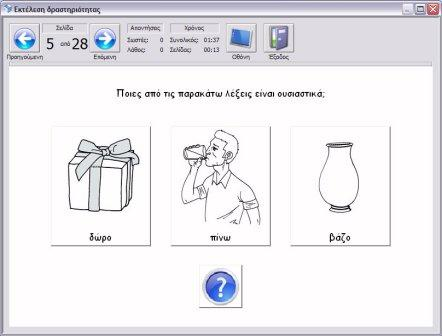 Εκτέλεση δραστηριότητας
Σελίδα
5 από 28
Προηγούμενη
Επόμενη
Απαντήσεις
Σωστές: 0
Λάθος: 0
Χρόνος
Συνολικός: 01:37
Σελίδας: 00:13
Οθόνη
Έξοδος
Ποιες από τις παρακάτω λέξεις είναι ουσιαστικά;
δώρο
πίνω
βάζο
?